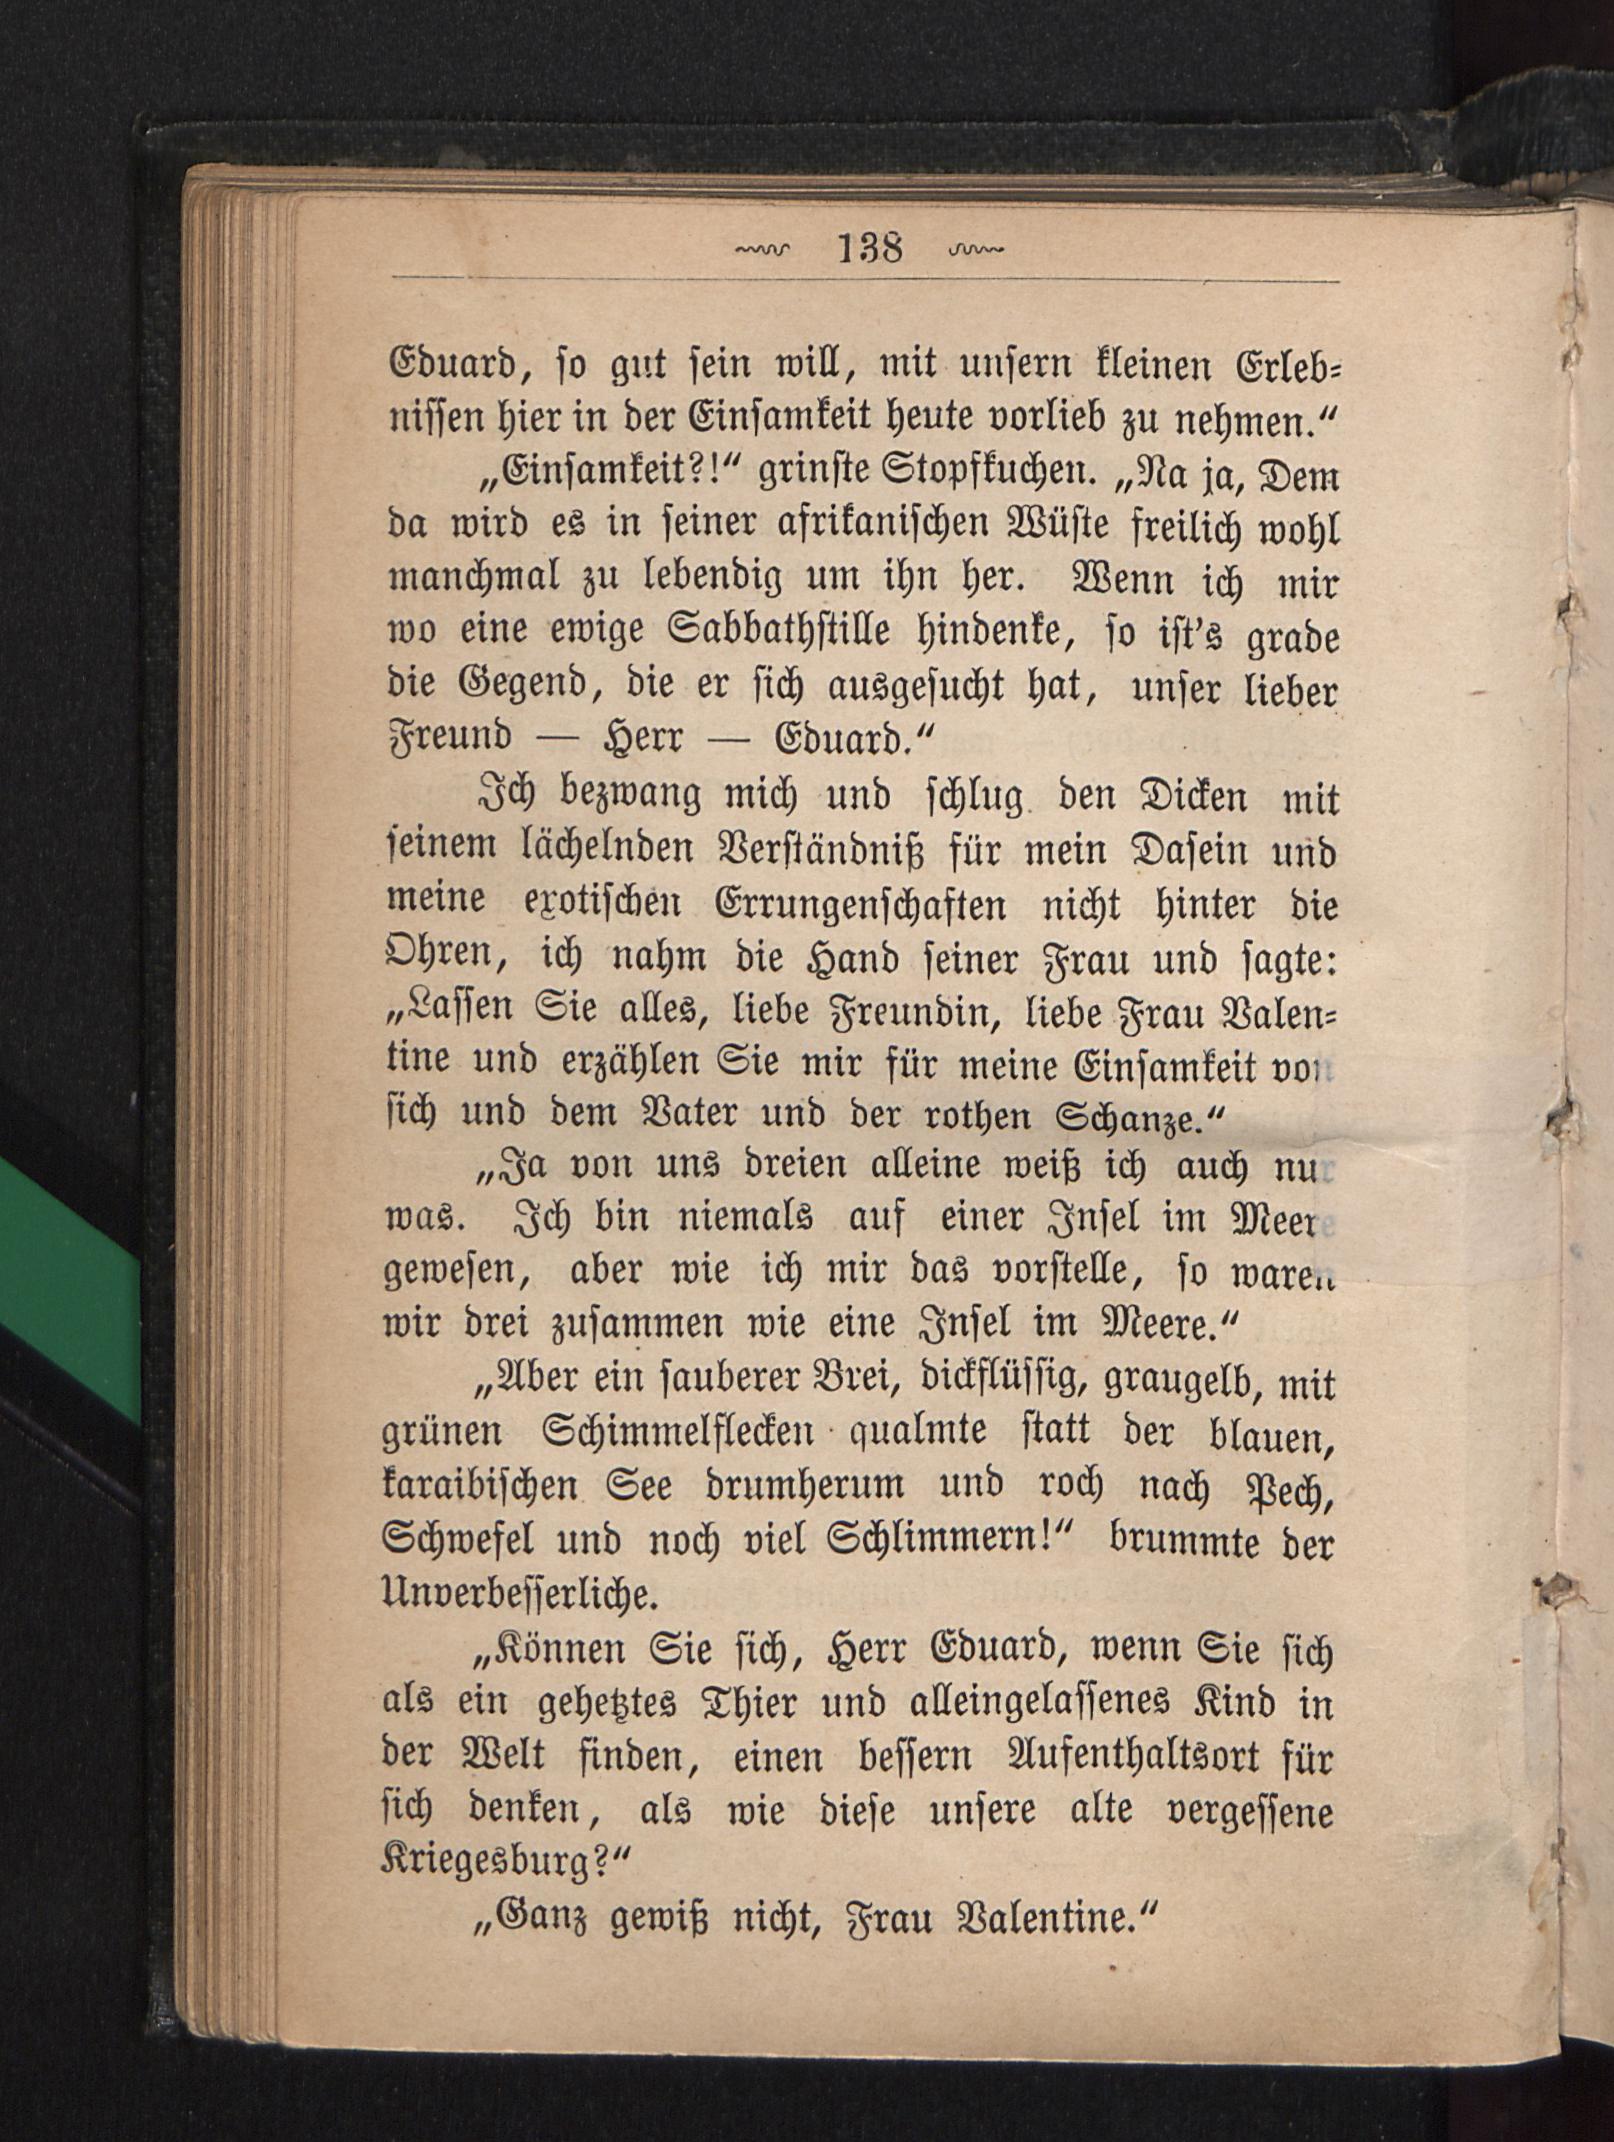 138
Eduard, so gut sein will, mit unsern kleinen Erleb-
nissen hier in der Einsamkeit heute vorlieb zu nehmen.“
„Einsamkeit?!“ grinste Stopfkuchen. „Na ja, Dem
da wird es in seiner afrikanischen Wüste freilich wohl
manchmal zu lebendig um ihn her. Wenn ich mir
wo eine ewige Sabbathstille hindenke, so ist's grade
die Gegend, die er sich ausgesucht hat, unser lieber
Freund — Herr — Eduard.“
Ich bezwang mich und schlug den Dicken mit
seinem lächelnden Verständniß für mein Dasein und
meine exotischen Errungenschaften nicht hinter die
Ohren, ich nahm die Hand seiner Frau und sagte:
„Lassen Sie alles, liebe Freundin, liebe Frau Valen-
tine und erzählen Sie mir für meine Einsamkeit von
sich und dem Vater und der rothen Schanze.“
„Ja von uns dreien alleine weiß ich auch nur
was. Ich bin niemals auf einer Insel im Meere
gewesen, aber wie ich mir das vorstelle, so waren
wir drei zusammen wie eine Insel im Meere.“
„Aber ein sauberer Brei, dickflüssig, graugelb, mit
grünen Schimmelflecken qualmte statt der blauen,
karaibischen See drumherum und roch nach Pech,
Schwefel und noch viel Schlimmern!“ brummte der
Unverbesserliche.
„Können Sie sich, Herr Eduard, wenn Sie sich
als ein gehetztes Thier und alleingelassenes Kind in
der Welt finden, einen bessern Aufenthaltsort für
sich denken, als wie diese unsere alte vergessene
Kriegesburg?“
„Ganz gewiß nicht, Frau Valentine.“